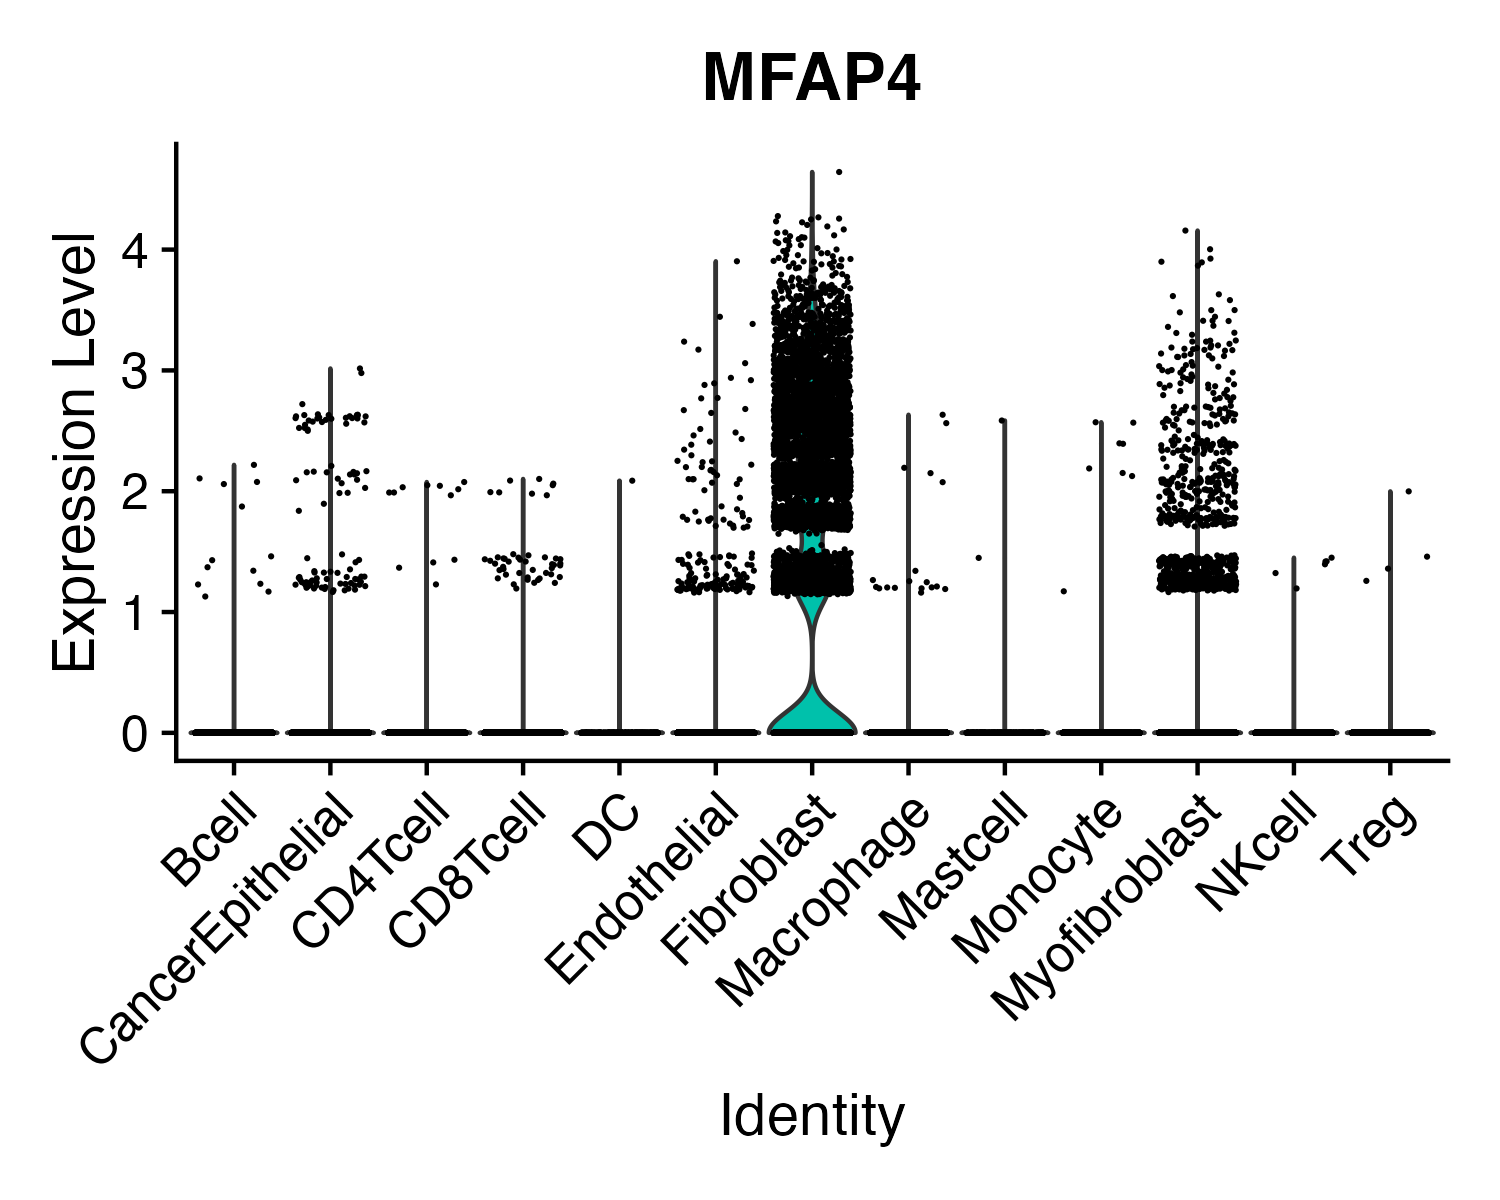 MFAP4
Expression Level
4
3
2
1
0
Bcell
CancerEpithelial
CD4Tcell
CD8Tcell
DC
Endothelial
Fibroblast
Macrophage
Mastcell
Monocyte
Myofibroblast
NKcell
Treg
Identity